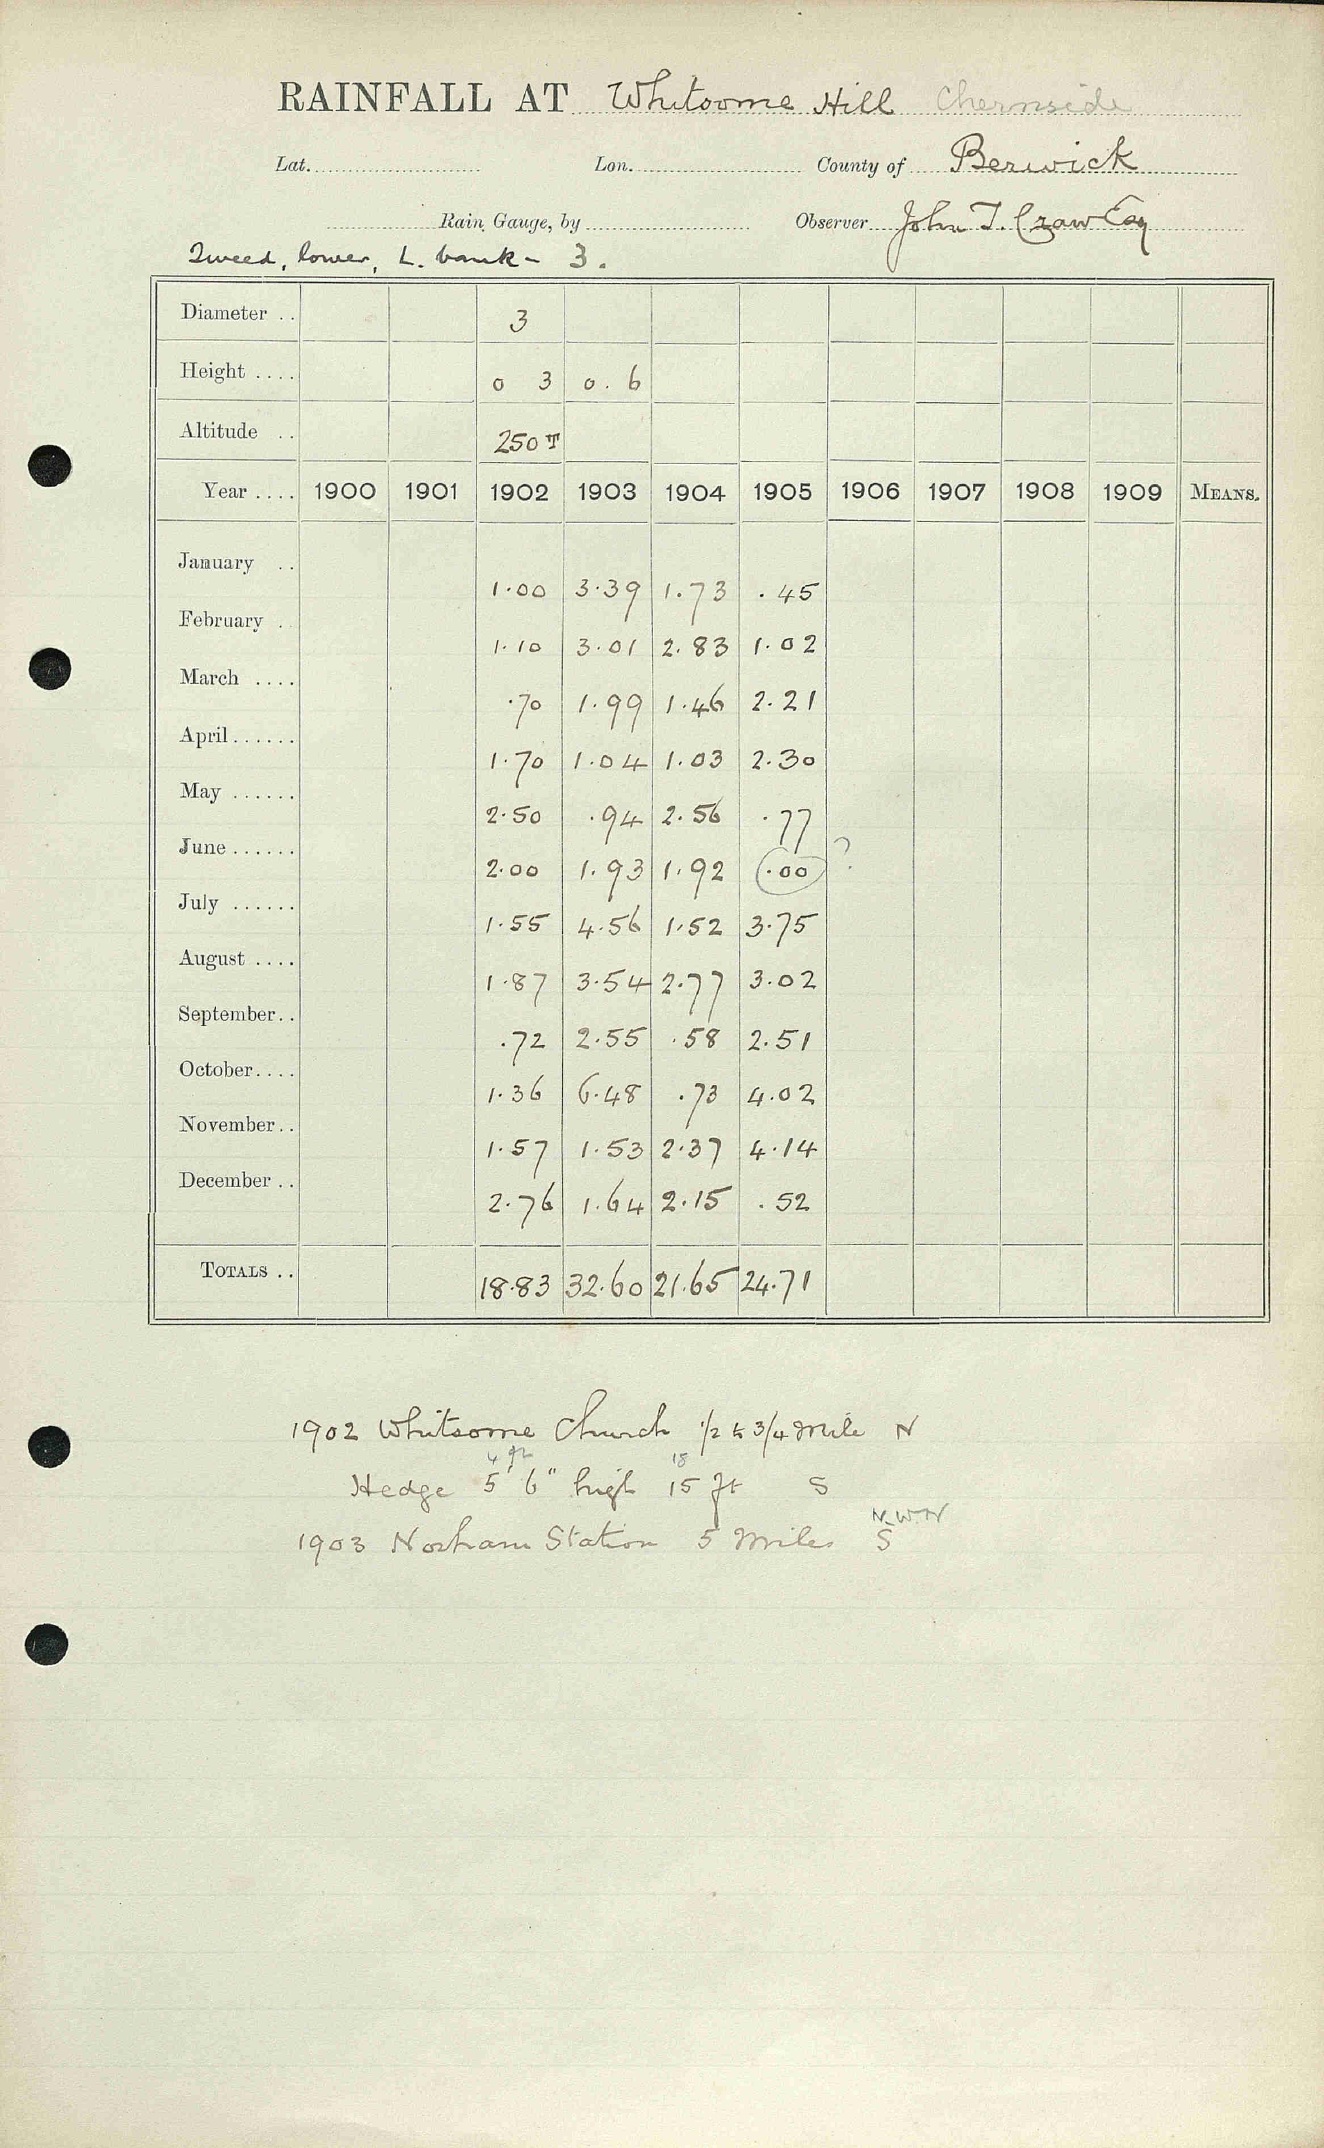 RAINFALL AT Whitsome Hill Chirnside
Lat. Lon. County of Berwick
Rain Gauge, by Observer John T. Craw Esq
Tweed, lower, L. bank - 3.
Diameter .. 3
Height .... 0 3 0. 6
Altitude .. 250 T
Year .... 1900 1901 1902 1903 1904 1905 1906 1907 1908 1909 MEANS.
January .. 1.00 3.39 1.73 .45
February .. 1.10 3.01 2.83 1.02
March .... .70 1.99 1.46 2.21
April ...... 1.70 1.04 1.03 2.30
May ...... 2.50 .94 2.56 .77
June ...... 2.00 1.93 1.92 .00 ?
July ...... 1.55 4.56 1.52 3.75
August .... 1.87 3.54 2.77 3.02
September .. .72 2.55 .58 2.51
October .... 1.36 6.48 .73 4.02
November .. 1.57 1.53 2.37 4.14
December .. 2.76 1.64 2.15 .52
TOTALS .. 18.83 32.60 21.65 24.71
1902 Whitsome Church 1/2 to 3/4 Mile N
4 ft 18
Hedge 5' 6" high 15 ft S
N.W.N
1903 Norham Station 5 Miles S